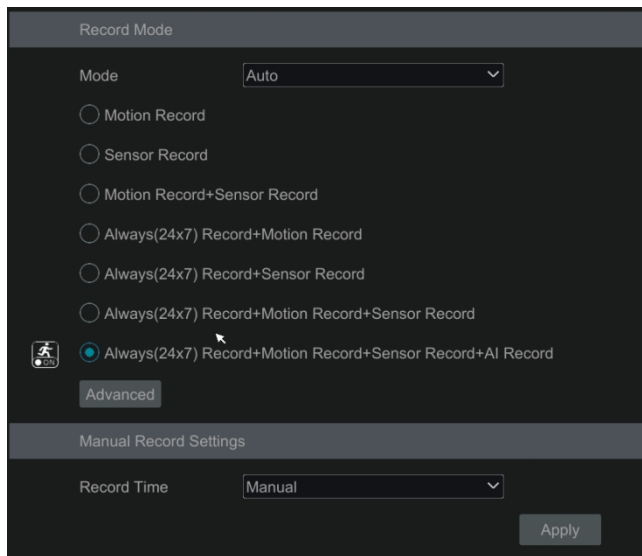 Record Mode
Mode Auto
Motion Record
Sensor Record
Motion Record+Sensor Record
Always(24x7) Record+Motion Record
Always(24x7) Record+Sensor Record
Always(24x7) Record+Motion Record+Sensor Record
ON Always(24x7) Record+Motion Record+Sensor Record+AI Record
Advanced
Manual Record Settings
Record Time Manual
Apply